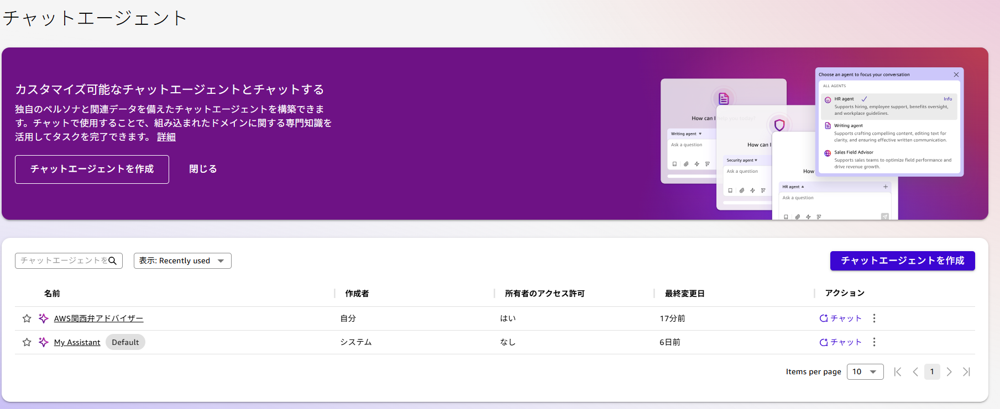 チャットエージェント
カスタマイズ可能なチャットエージェントとチャットする
独自のペルソナと関連データを備えたチャットエージェントを構築できま
す。チャットで使用することで、組み込まれたドメインに関する専門知識を
活用してタスクを完了できます。 詳細
チャットエージェントを作成 閉じる
How can I help you today?
Writing agent
Ask a question
How can I
Security agent
Ask a question
How
HR agent
Ask a question
Choose an agent to focus your conversation
ALL AGENTS
HR agent Info
Supports hiring, employee support, benefits oversight,
and workplace guidelines.
Writing agent
Supports crafting compelling content, editing text for
clarity, and ensuring effective written communication.
Sales Field Advisor
Supports sales teams to optimize field performance and
drive revenue growth.
チャットエージェントを 表示: Recently used チャットエージェントを作成
名前 作成者 所有者のアクセス許可 最終変更日 アクション
AWS関西弁アドバイザー 自分 はい 17分前 チャット
My Assistant Default システム なし 6日前 チャット
Items per page 10 1